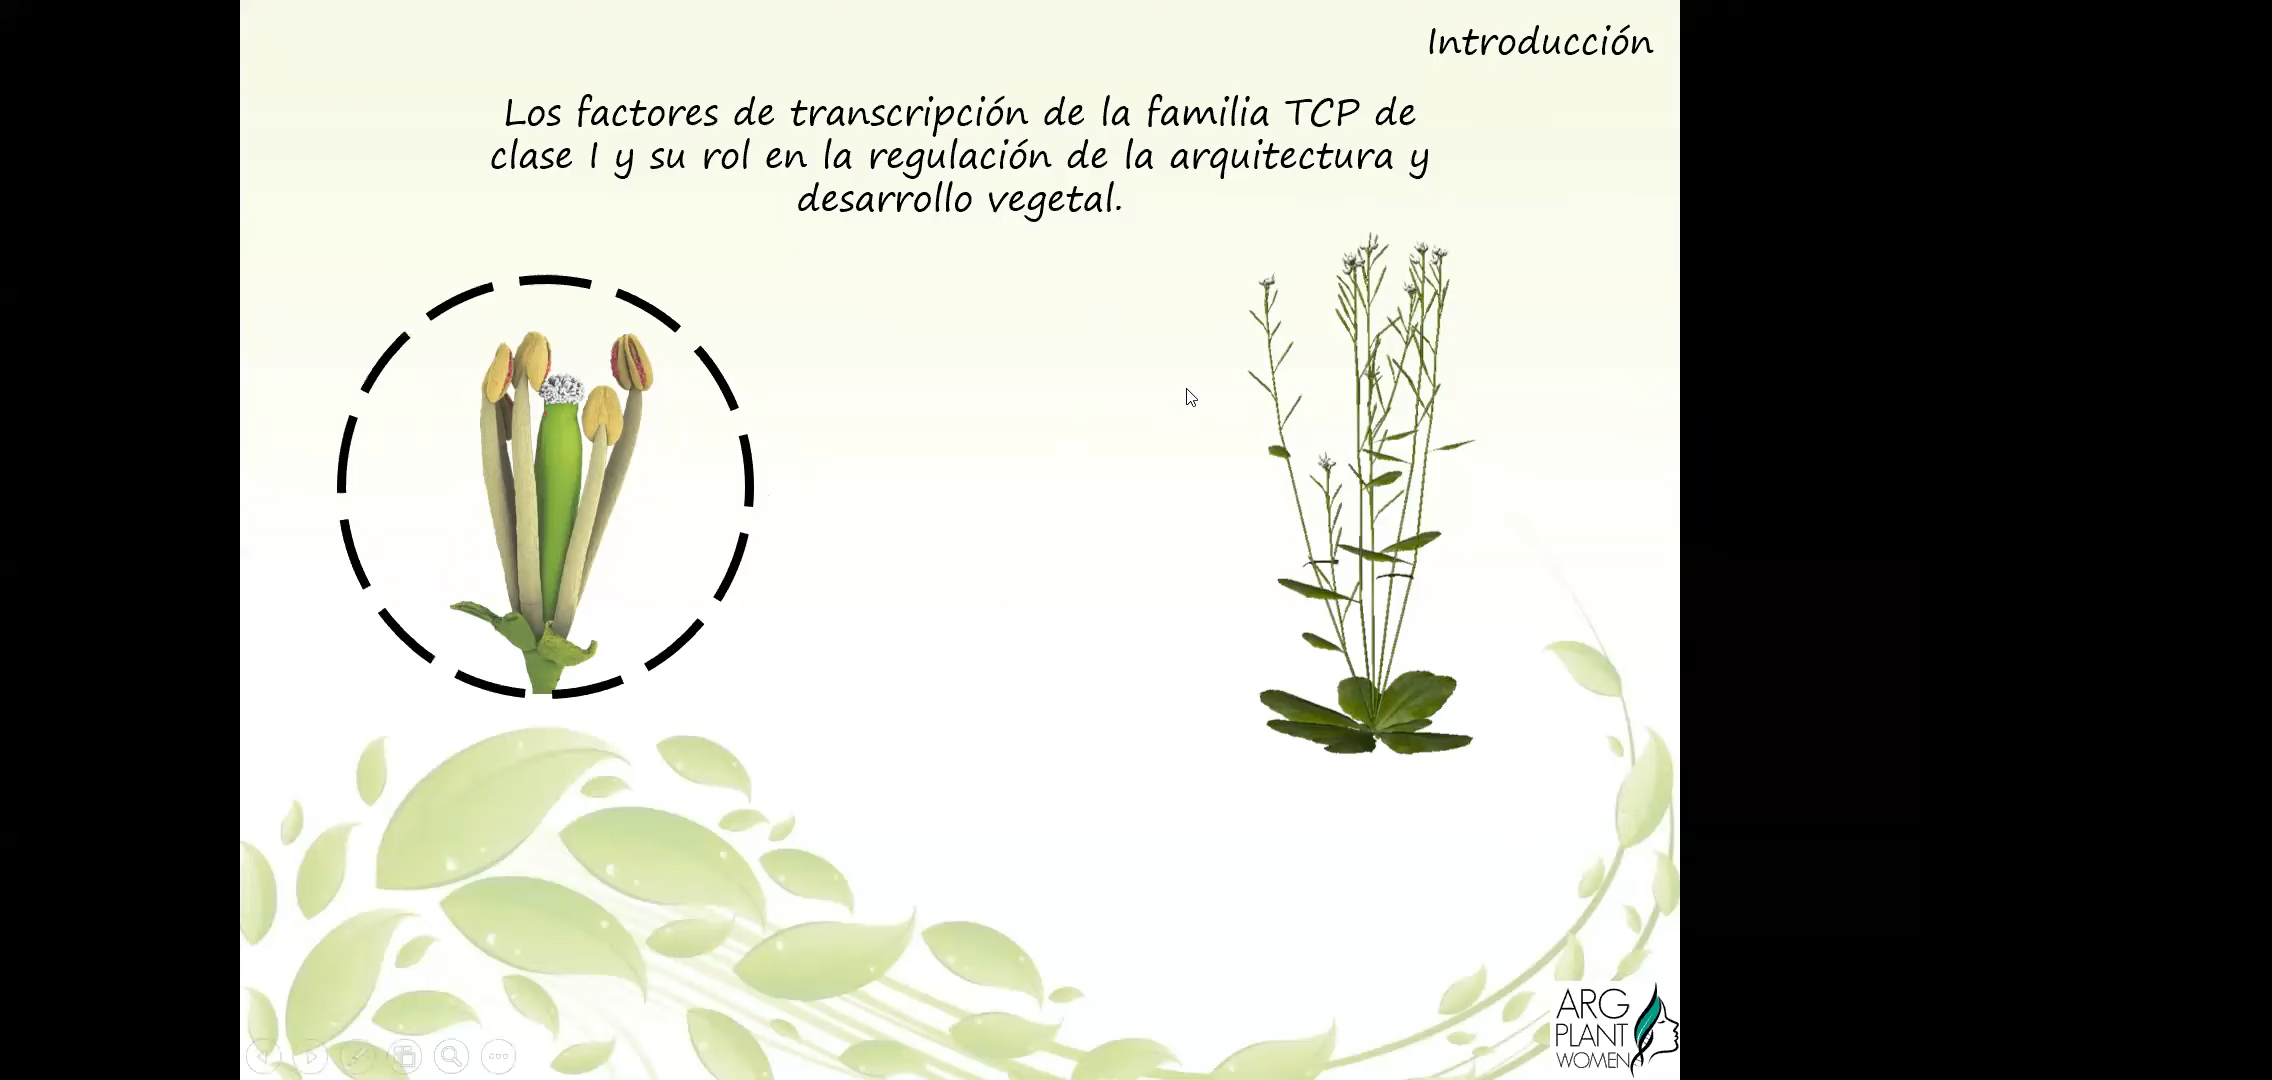 Introducción
Los factores de transcripción de la familia TCP de
clase I y su rol en la regulación de la arquitectura y
desarrollo vegetal.
ARG
PLANT
WOMEN